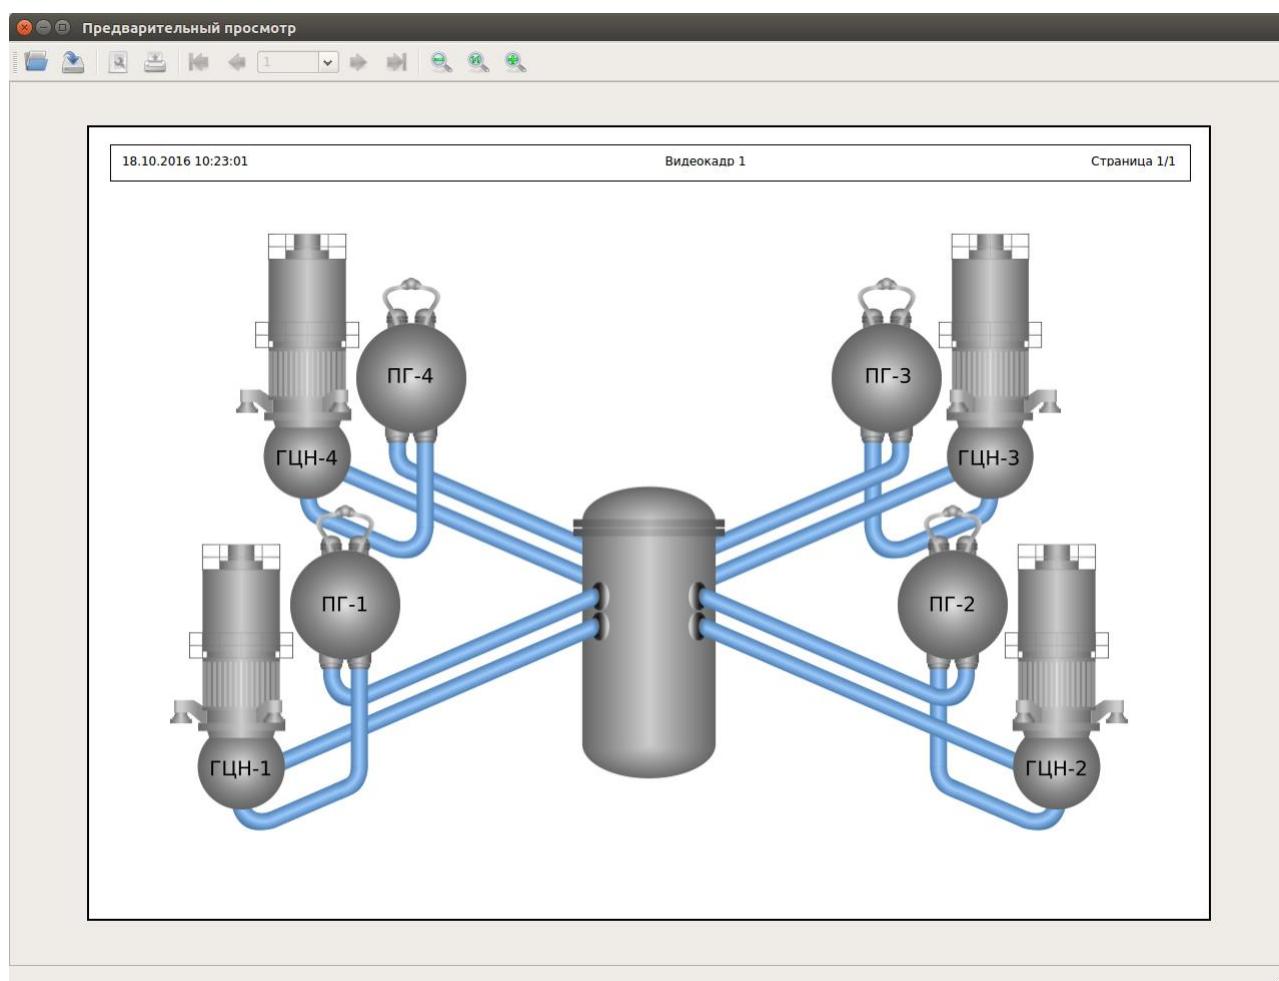 Предварительный просмотр
1
18.10.2016 10:23:01 Видеокадр 1 Страница 1/1
ПГ-4 ПГ-3
ГЦН-4 ГЦН-3
ПГ-1 ПГ-2
ГЦН-1 ГЦН-2